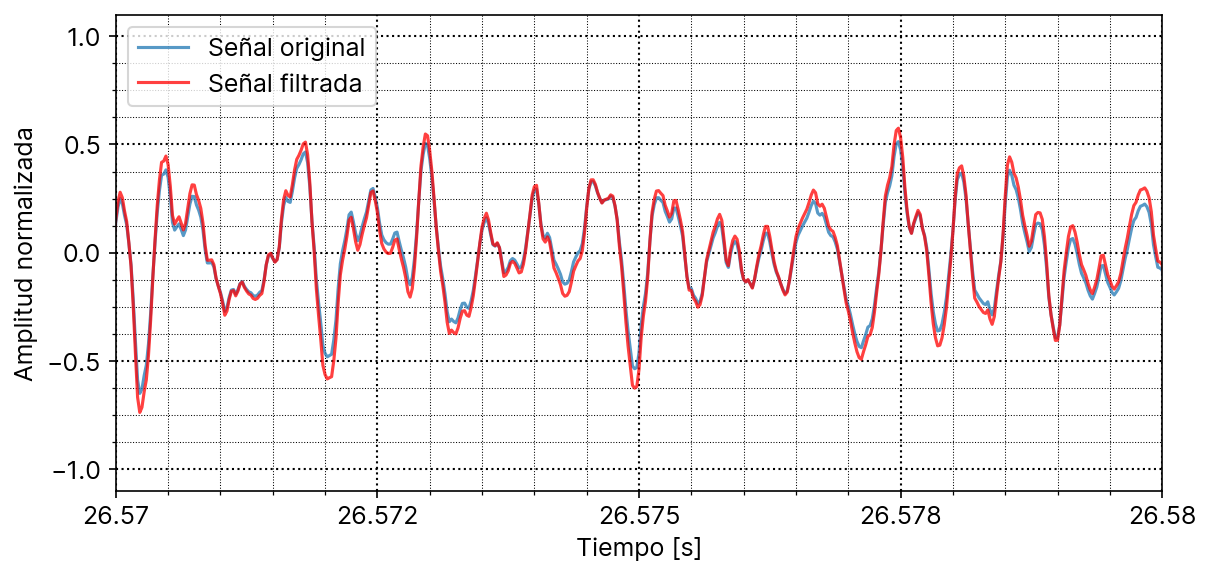 Señal original
Señal filtrada
Amplitud normalizada
1.0
0.5
0.0
−0.5
−1.0
26.57 26.572 26.575 26.578 26.58
Tiempo [s]